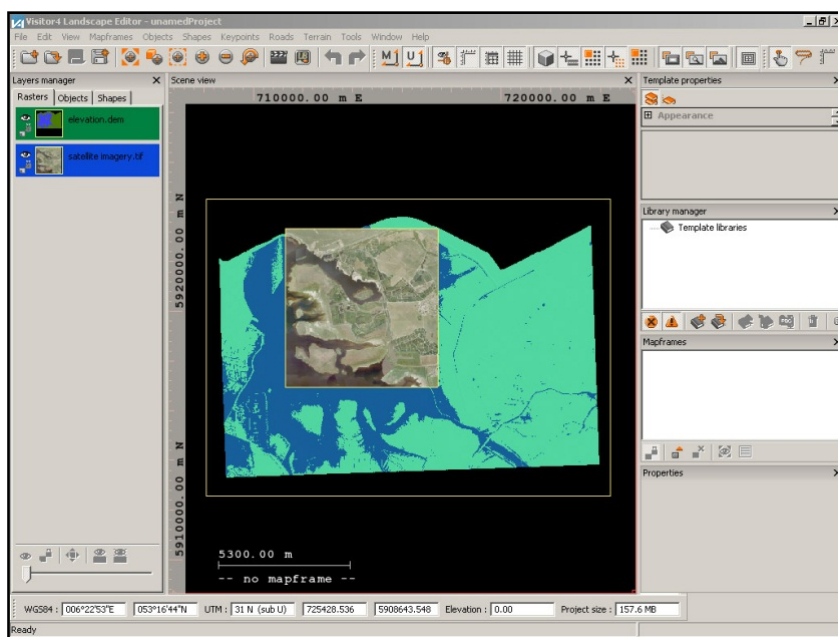 Visitor4 Landscape Editor - unamedProject
File Edit View Mapframes Objects Shapes Keypoints Roads Terrain Tools Window Help
Layers manager
Rasters Objects Shapes
elevation.dem
satellite imagery.tif
Scene view
710000.00 m E 720000.00 m E
5920000.00 m N
5910000.00 m N
5300.00 m
-- no mapframe --
Template properties
Appearance
Library manager
Template libraries
Mapframes
Properties
WGS84 : 006°22'53"E 053°16'44"N UTM : 31 N (sub U) 725428.536 5908643.548 Elevation : 0.00 Project size : 157.6 MB
Ready